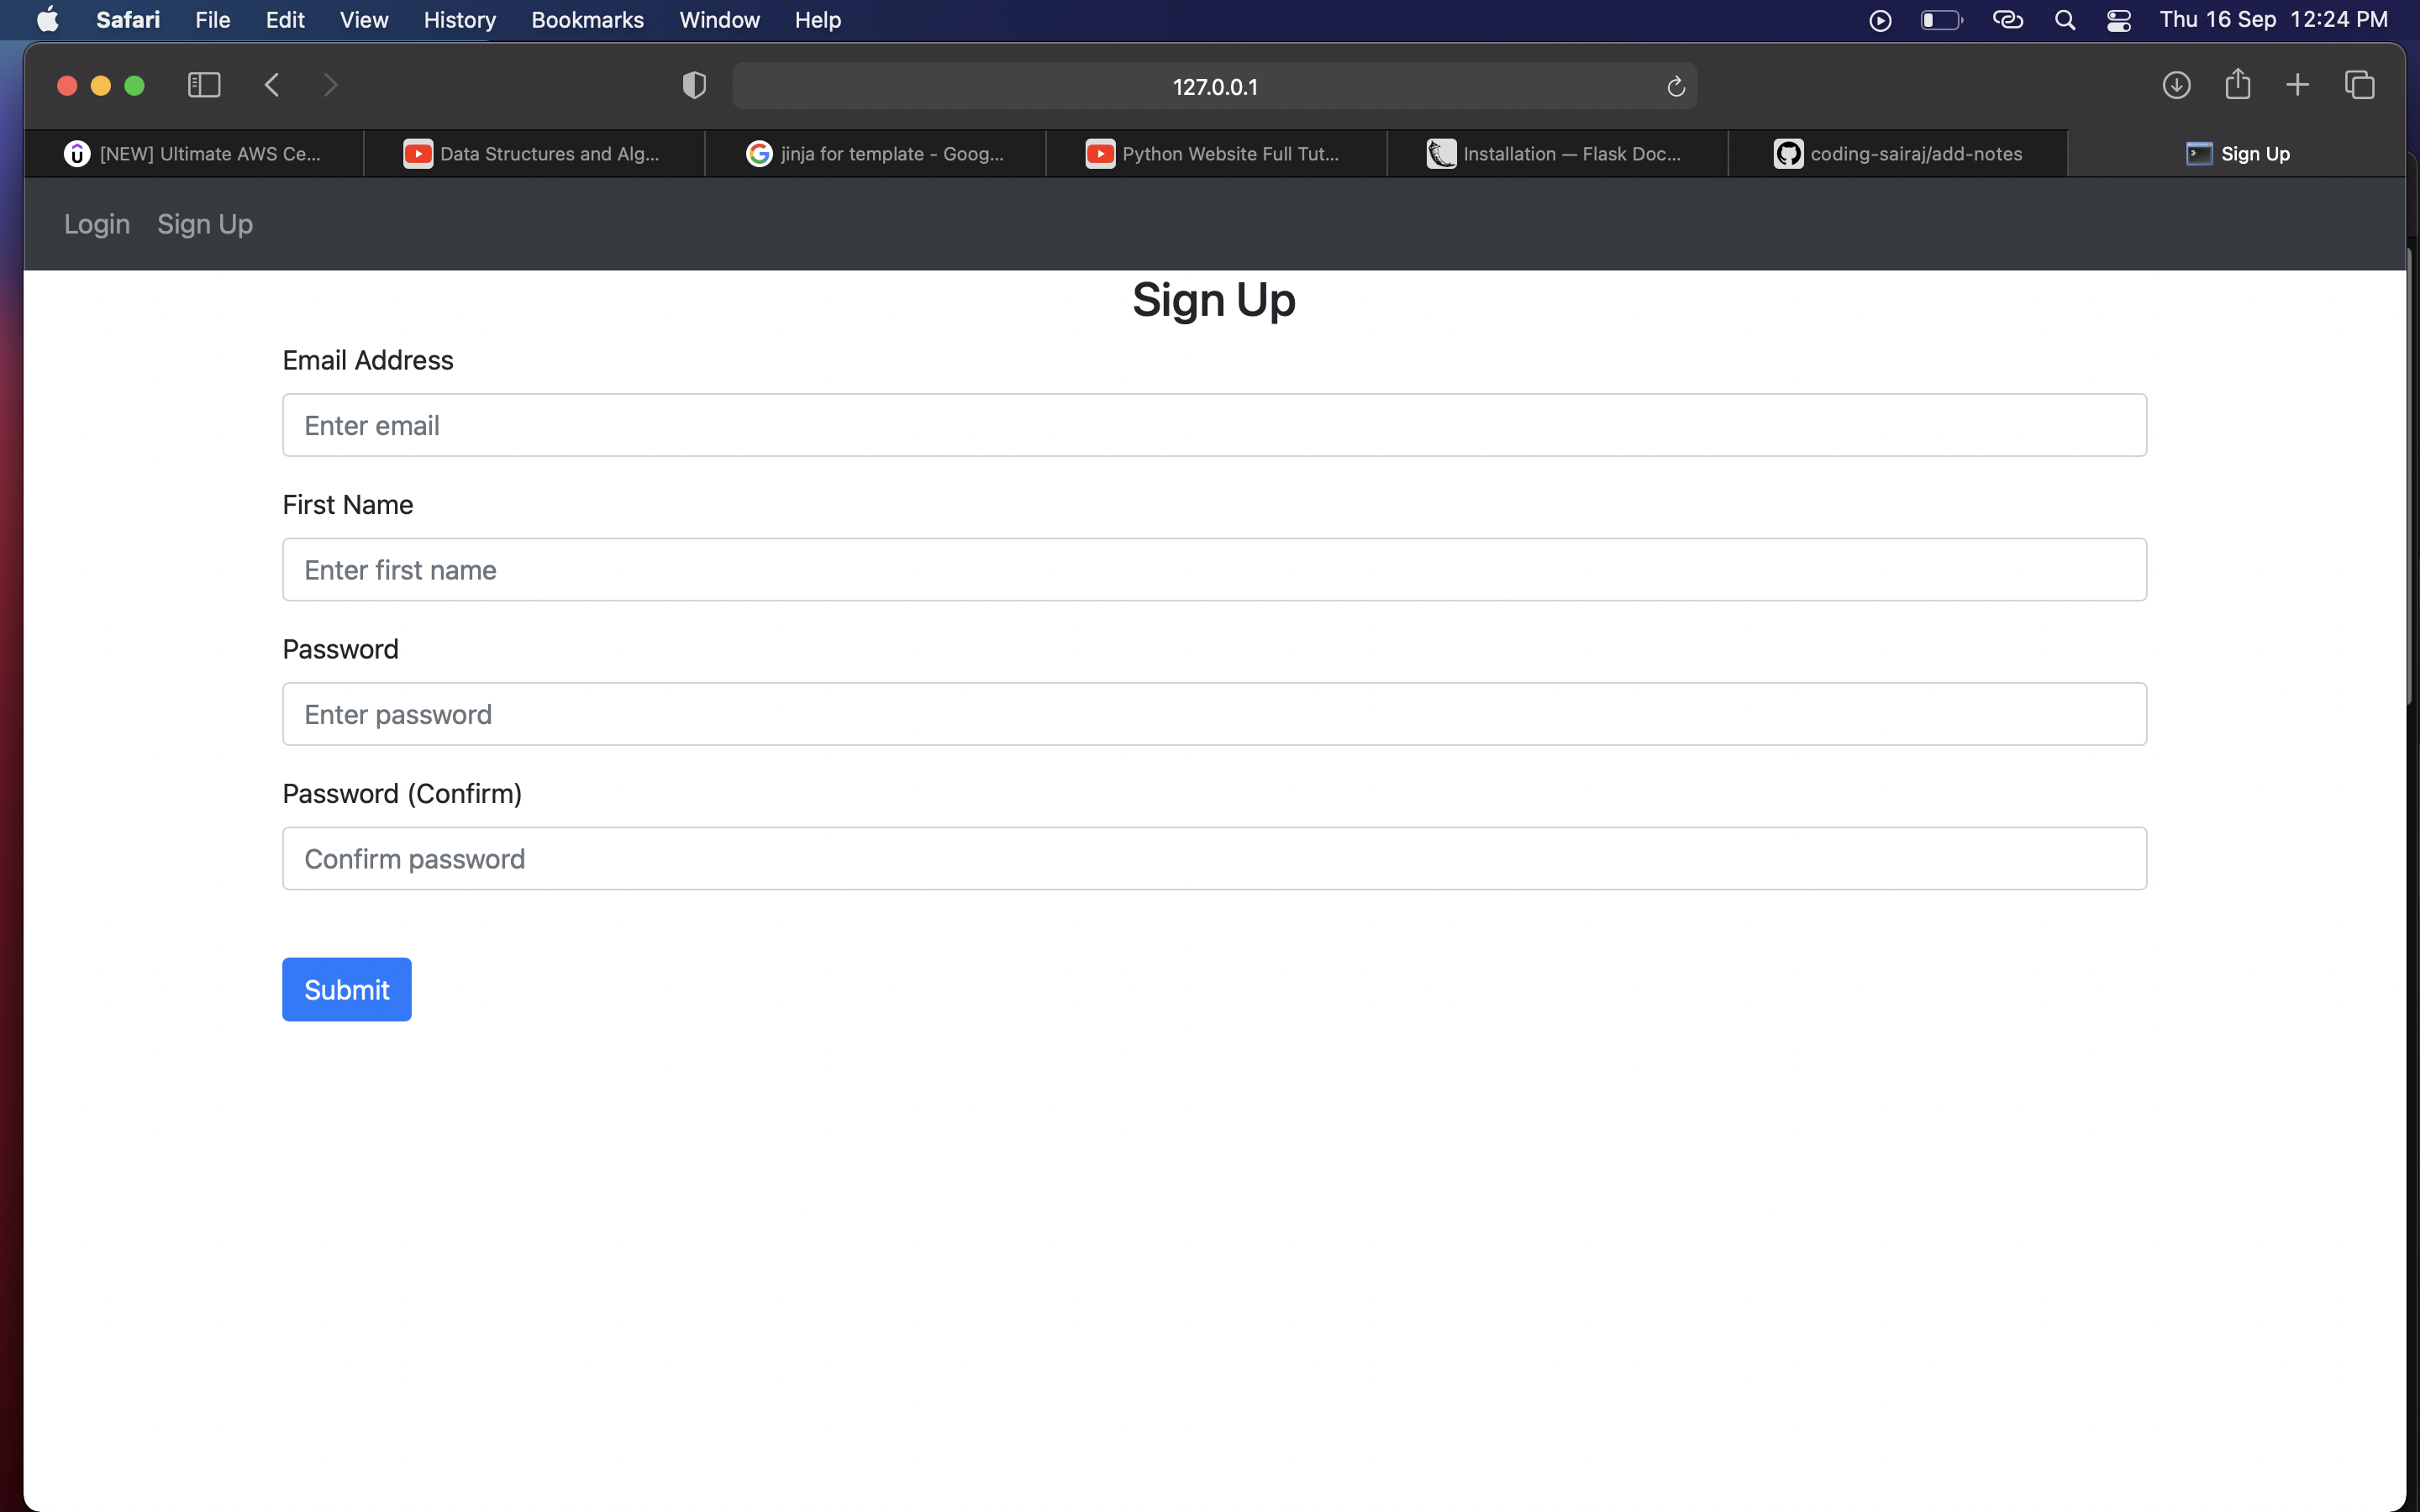 Safari File Edit View History Bookmarks Window Help Thu 16 Sep 12:24 PM
127.0.0.1
[NEW] Ultimate AWS Ce... Data Structures and Alg... jinja for template - Goog... Python Website Full Tut... Installation — Flask Doc... coding-sairaj/add-notes Sign Up
Login Sign Up
Sign Up
Email Address
Enter email
First Name
Enter first name
Password
Enter password
Password (Confirm)
Confirm password
Submit